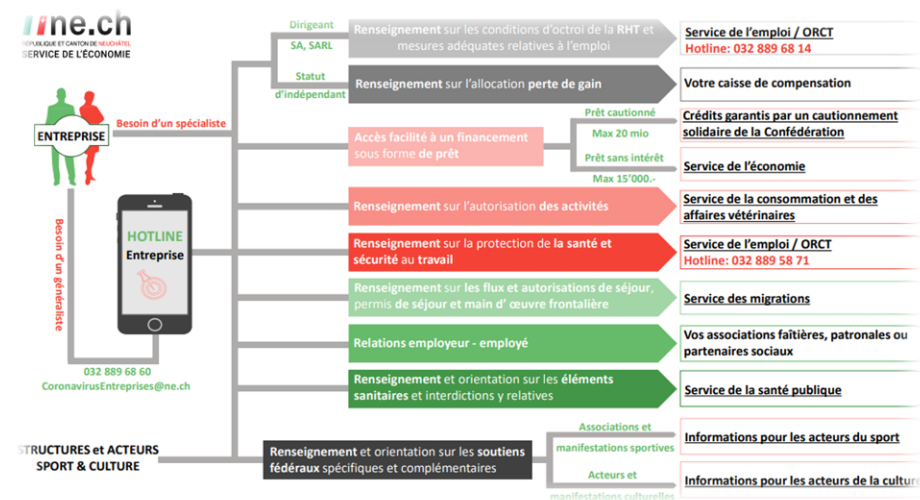 ne.ch
RÉPUBLIQUE ET CANTON DE NEUCHÂTEL
SERVICE DE L'ÉCONOMIE
ENTREPRISE
Besoin d'un spécialiste
Besoin d'un généraliste
HOTLINE
Entreprise
032 889 68 60
CoronavirusEntreprises@ne.ch
STRUCTURES et ACTEURS
SPORT & CULTURE
Dirigeant
SA, SARL
Statut
d'indépendant
Renseignement sur les conditions d'octroi de la RHT et
mesures adéquates relatives à l'emploi
Service de l'emploi / ORCT
Hotline: 032 889 68 14
Renseignement sur l'allocation perte de gain
Votre caisse de compensation
Accès facilité à un financement
sous forme de prêt
Prêt cautionné
Max 20 mio
Crédits garantis par un cautionnement
solidaire de la Confédération
Prêt sans intérêt
Max 15'000.-
Service de l'économie
Renseignement sur l'autorisation des activités
Service de la consommation et des
affaires vétérinaires
Renseignement sur la protection de la santé et
sécurité au travail
Service de l'emploi / ORCT
Hotline: 032 889 58 71
Renseignement sur les flux et autorisations de séjour,
permis de séjour et main d' œuvre frontalière
Service des migrations
Relations employeur - employé
Vos associations faîtières, patronales ou
partenaires sociaux
Renseignement et orientation sur les éléments
sanitaires et interdictions y relatives
Service de la santé publique
Renseignement et orientation sur les soutiens
fédéraux spécifiques et complémentaires
Associations et
manifestations sportives
Informations pour les acteurs du sport
Acteurs et
manifestations culturelles
Informations pour les acteurs de la culture